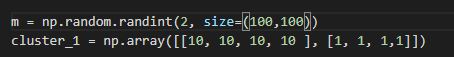 m = np.random.randint(2, size=(100,100))
cluster_1 = np.array([[10, 10, 10, 10 ], [1, 1, 1,1]])